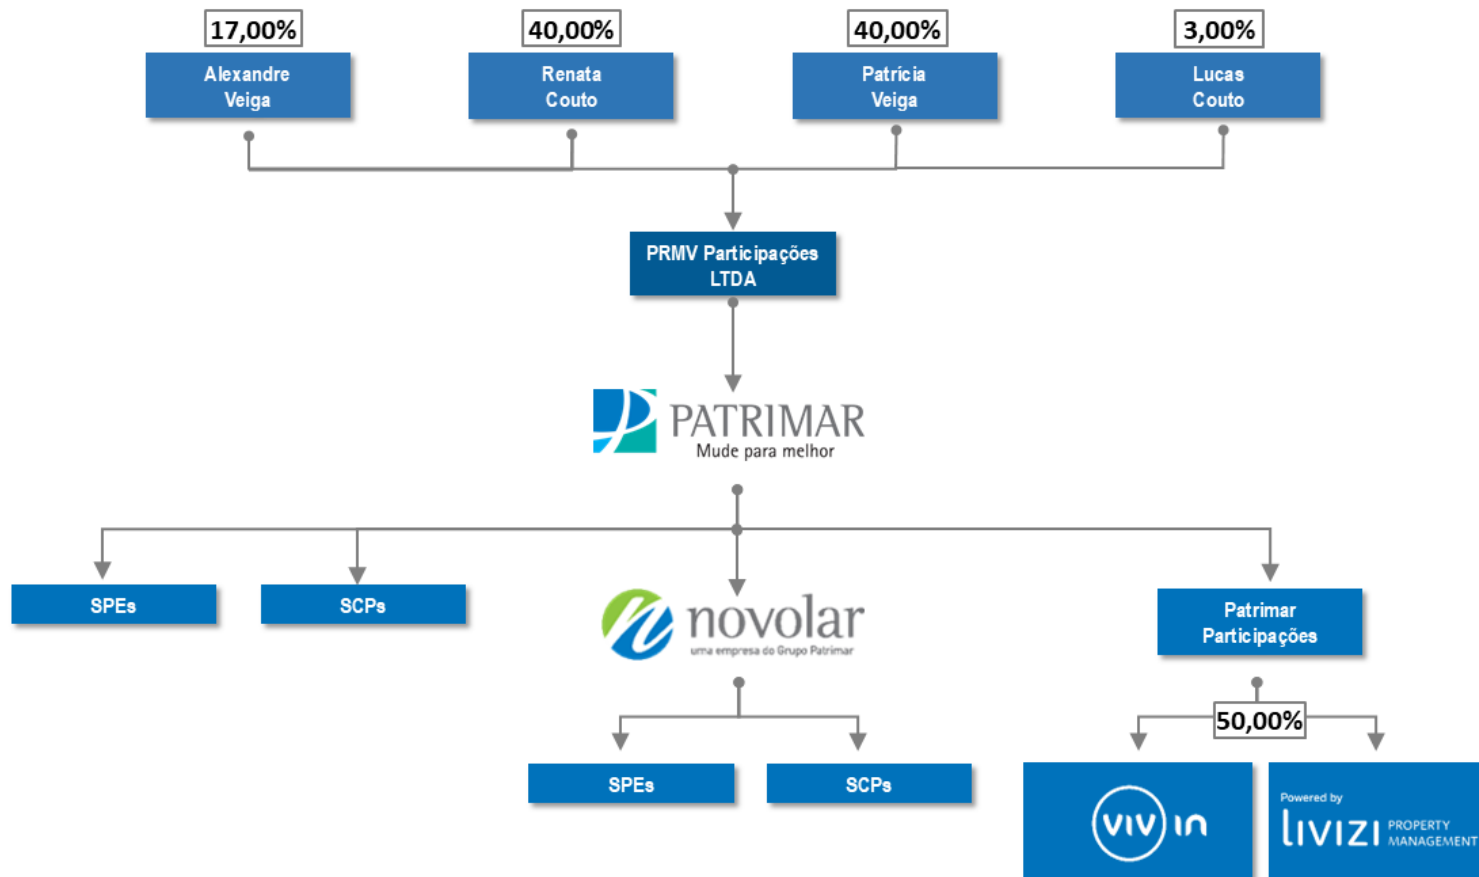 17,00%
40,00%
40,00%
3,00%
Alexandre
Veiga
Renata
Couto
Patrícia
Veiga
Lucas
Couto
PRMV Participações
LTDA
PATRIMAR
Mude para melhor
SPEs
SCPs
novolar
uma empresa do Grupo Patrimar
Patrimar
Participações
50,00%
SPEs
SCPs
viv in
Powered by
LIVIZI PROPERTY
MANAGEMENT